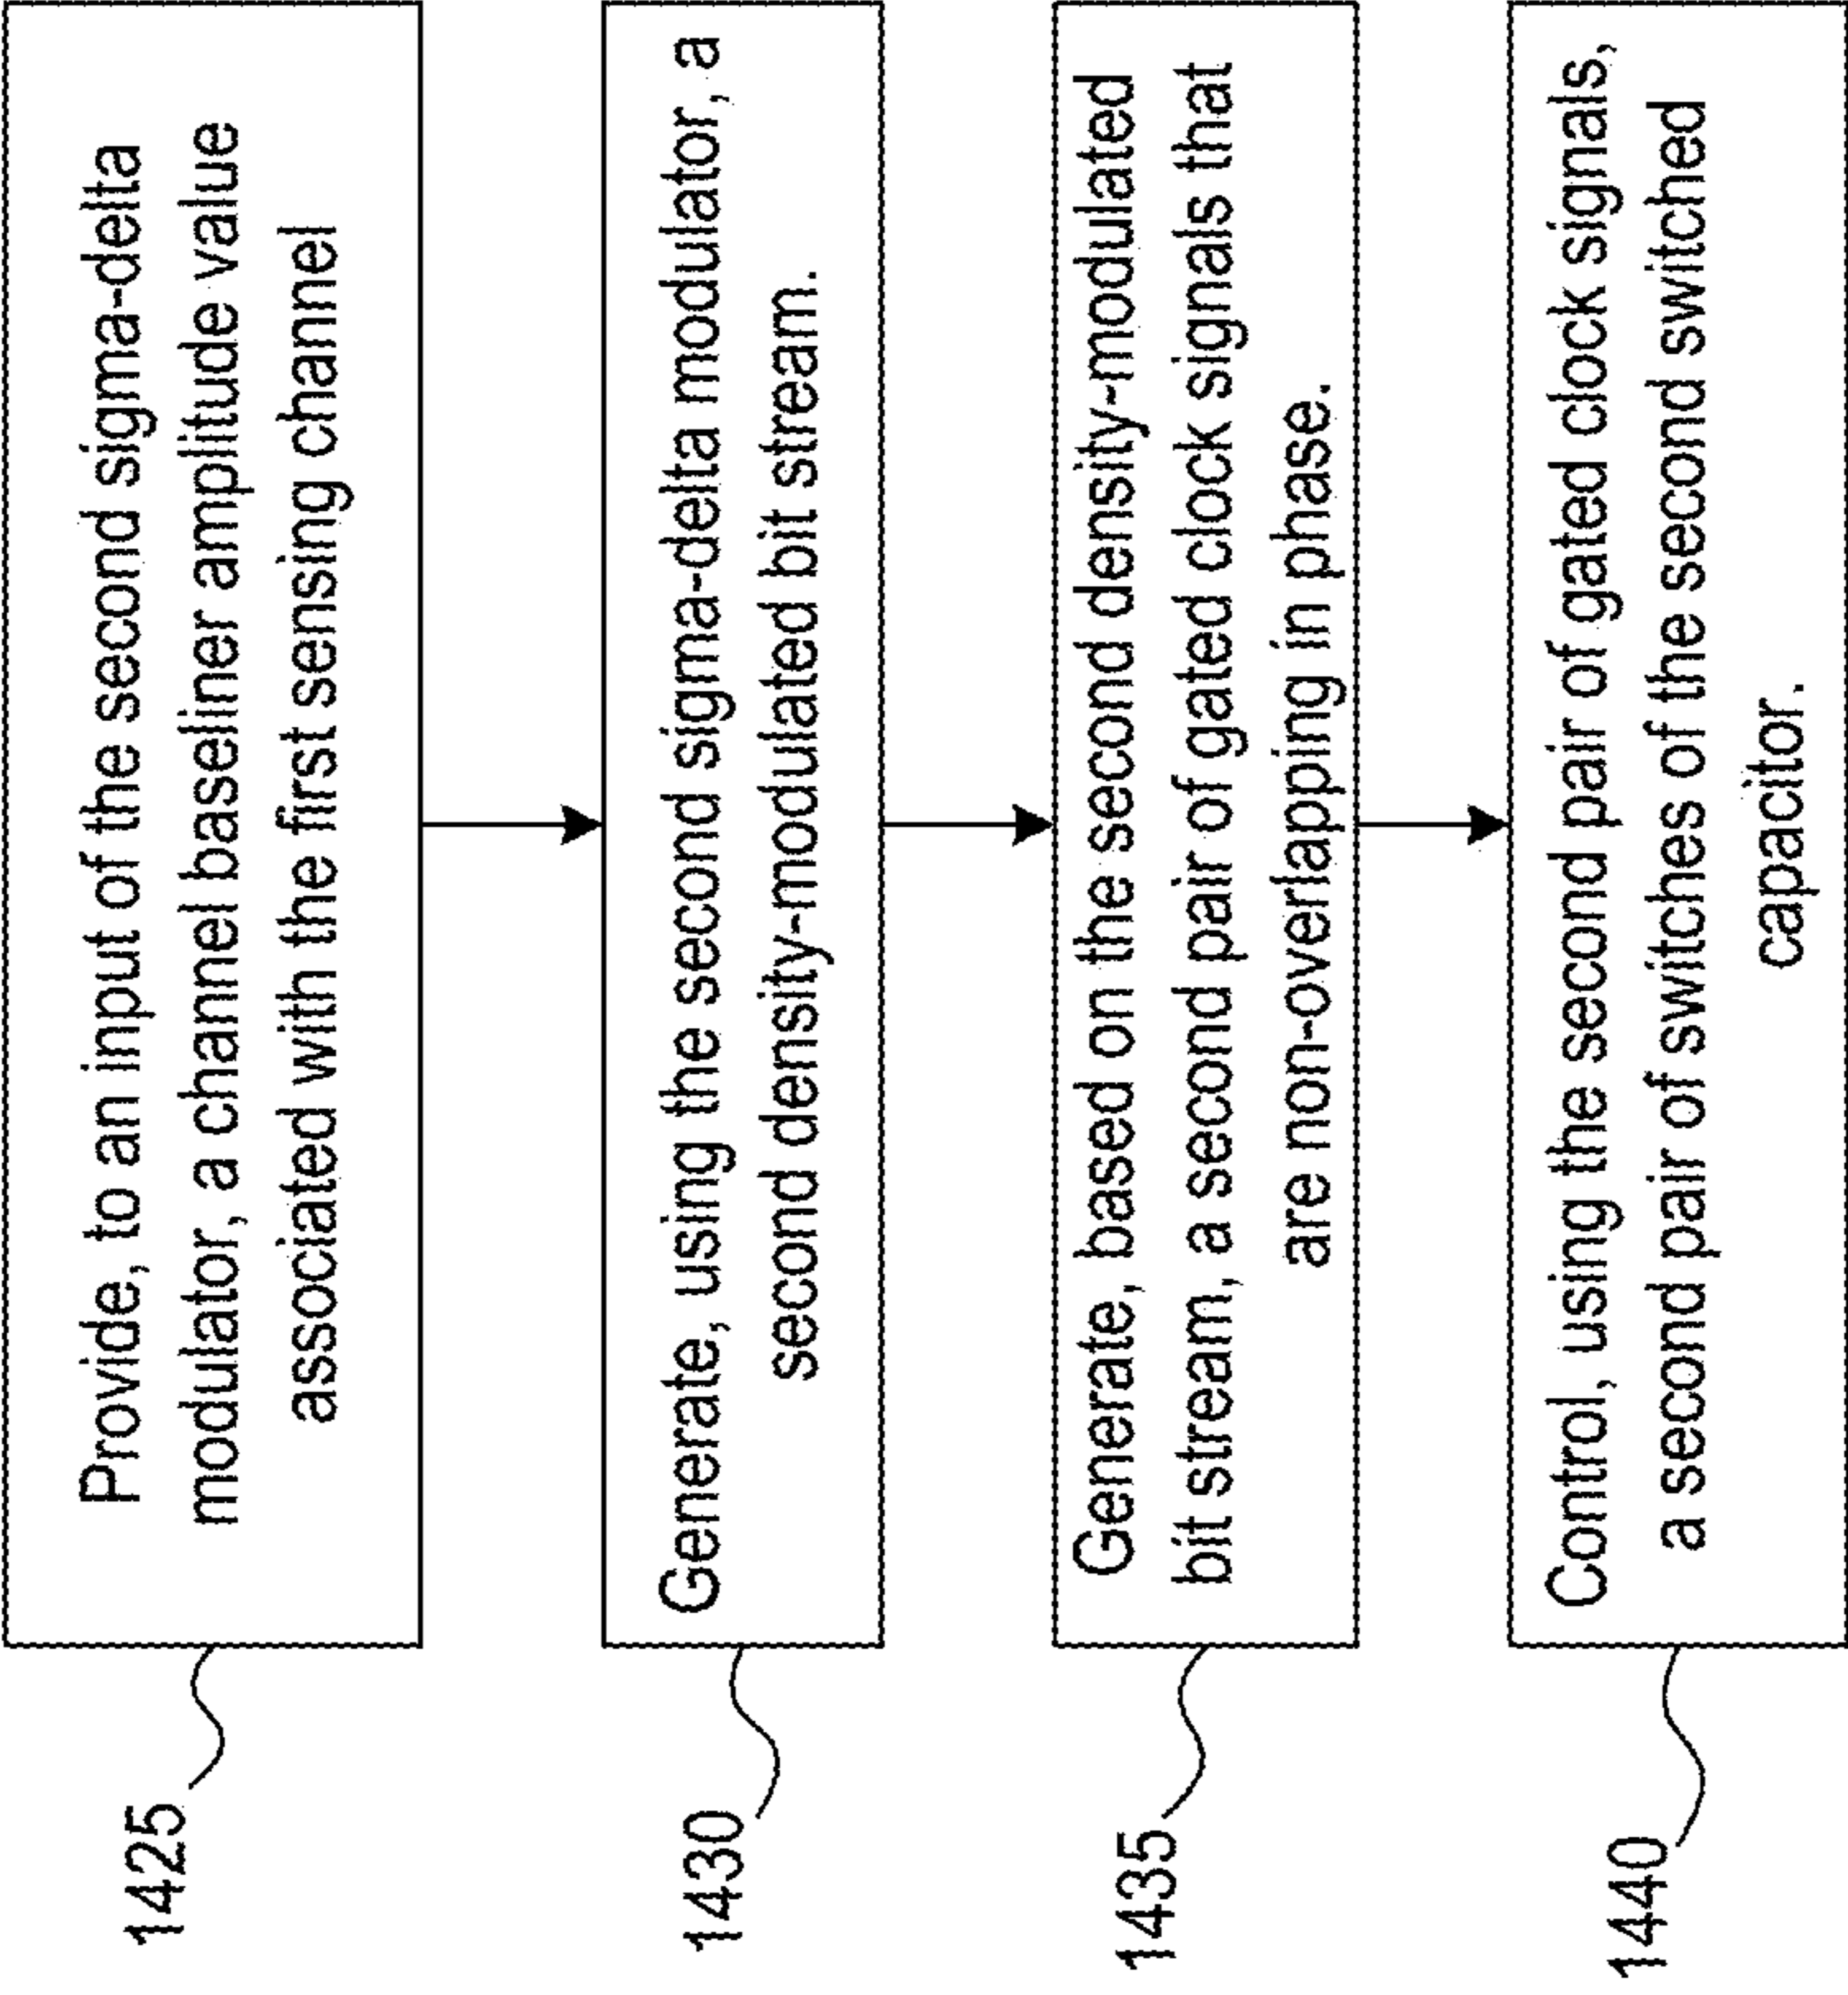 1425
Provide, to an input of the second sigma-delta
modulator, a channel baseliner amplitude value
associated with the first sensing channel
1430
Generate, using the second sigma-delta modulator, a
second density-modulated bit stream.
1435
Generate, based on the second density-modulated
bit stream, a second pair of gated clock signals that
are non-overlapping in phase.
1440
Control, using the second pair of gated clock signals,
a second pair of switches of the second switched
capacitor.